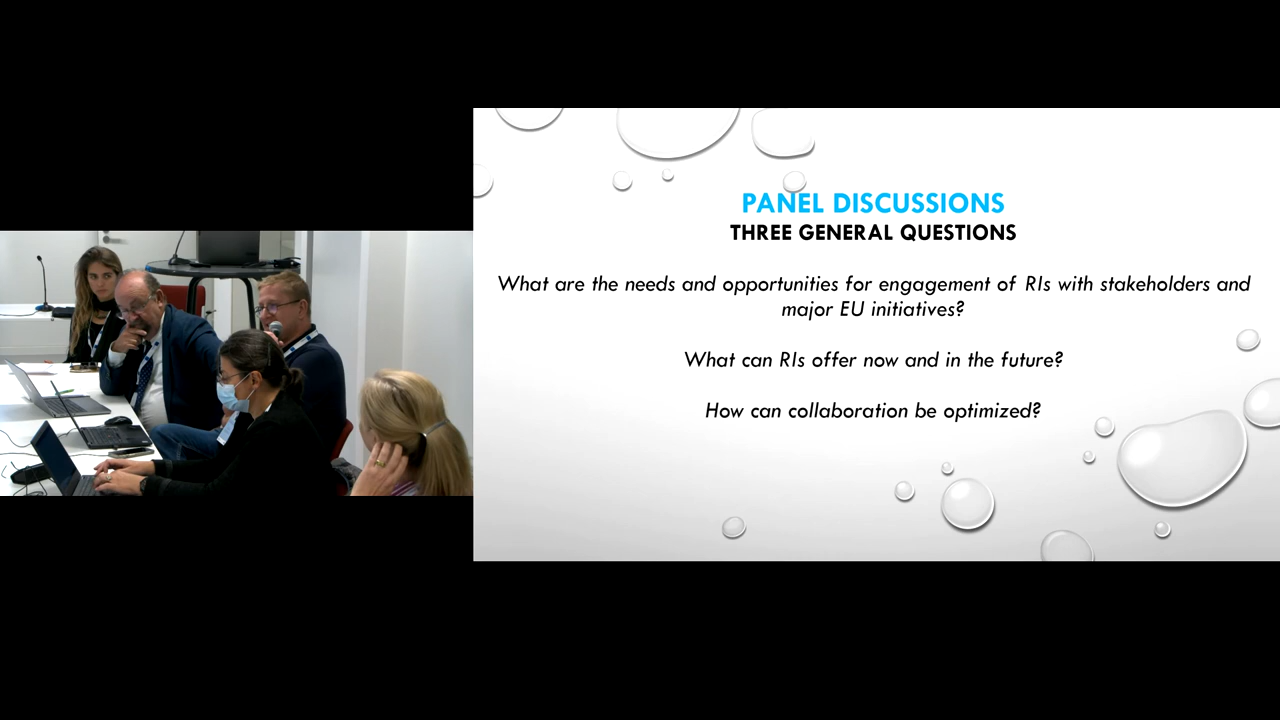 PANEL DISCUSSIONS
THREE GENERAL QUESTIONS
What are the needs and opportunities for engagement of RIs with stakeholders and
major EU initiatives?
What can RIs offer now and in the future?
How can collaboration be optimized?